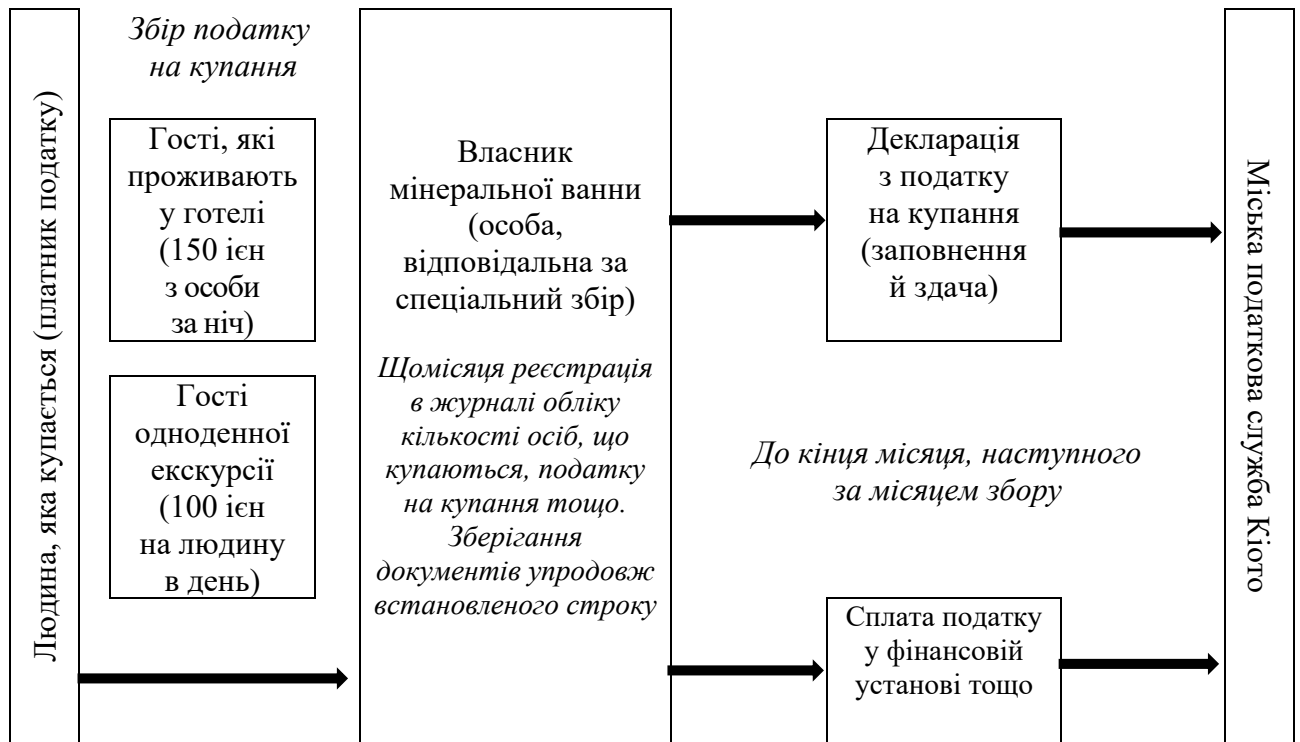 Людина, яка купається (платник податку)
Збір податку
на купання
Гості, які
проживають
у готелі
(150 ієн
з особи
за ніч)
Гості
одноденної
екскурсії
(100 ієн
на людину
в день)
Власник
мінеральної ванни
(особа,
відповідальна за
спеціальний збір)
Щомісяця реєстрація
в журналі обліку
кількості осіб, що
купаються, податку
на купання тощо.
Зберігання
документів упродовж
встановленого строку
Декларація
з податку
на купання
(заповнення
й здача)
До кінця місяця, наступного
за місяцем збору
Сплата податку
у фінансовій
установі тощо
Міська податкова служба Кіото